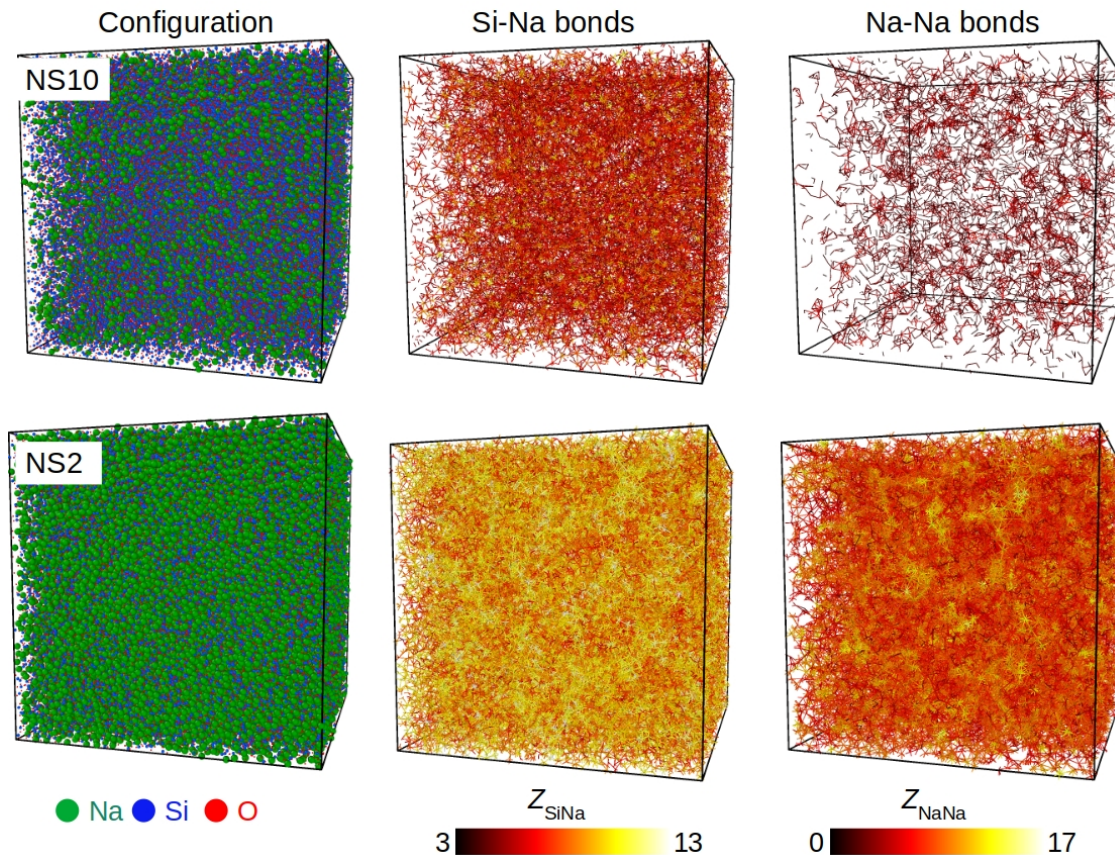 Configuration
Si-Na bonds
Na-Na bonds
NS10
NS2
Na Si O
Z_SiNa
Z_NaNa
3 13
0 17